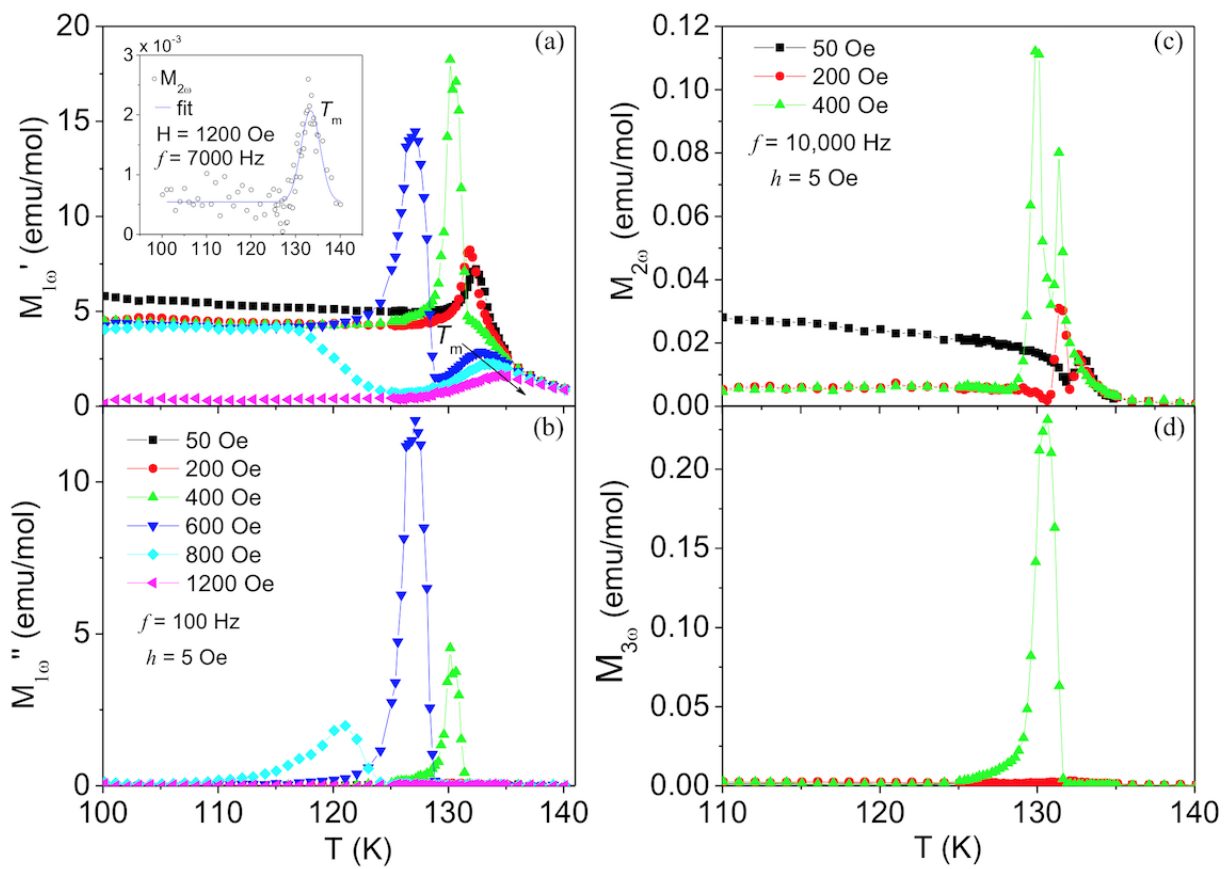 (a)
20
15
10
5
0
M1ω' (emu/mol)
3 x 10⁻³
2
1
0
M2ω
fit
H = 1200 Oe
f = 7000 Hz
Tm
100 110 120 130 140
Tm
(b)
10
5
0
M1ω'' (emu/mol)
50 Oe
200 Oe
400 Oe
600 Oe
800 Oe
1200 Oe
f = 100 Hz
h = 5 Oe
100 110 120 130 140
T (K)
(c)
0.12
0.10
0.08
0.06
0.04
0.02
0.00
M2ω (emu/mol)
50 Oe
200 Oe
400 Oe
f = 10,000 Hz
h = 5 Oe
(d)
0.20
0.15
0.10
0.05
0.00
M3ω (emu/mol)
110 120 130 140
T (K)